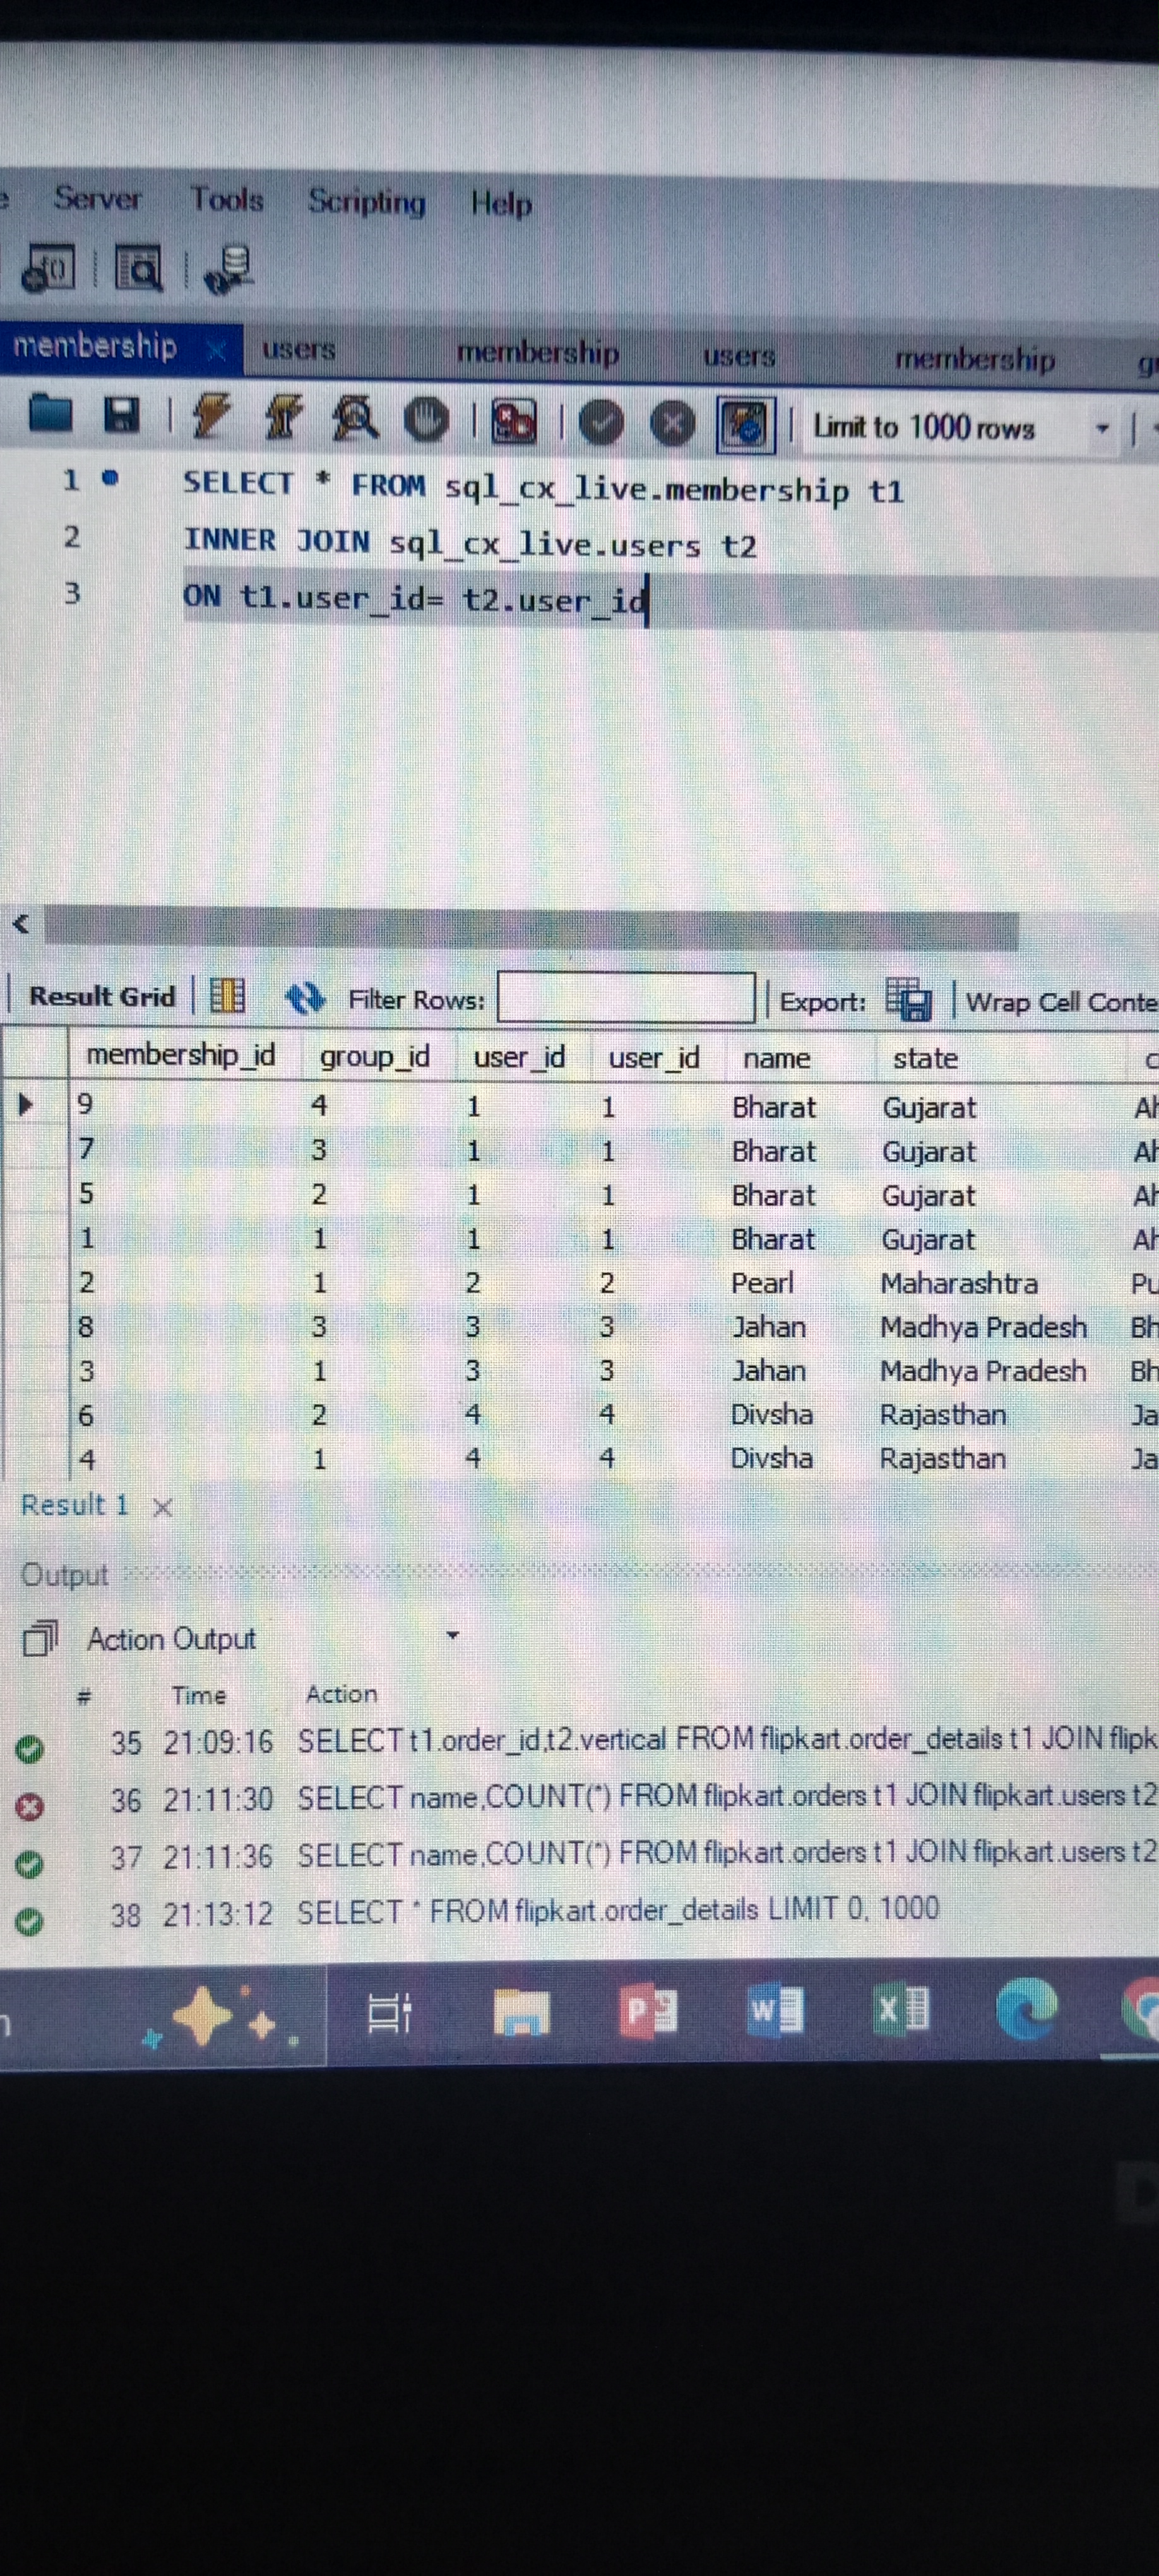 Server Tools Scripting Help
membership users membership users membership
Limit to 1000 rows
1 SELECT * FROM sql_cx_live.membership t1
2 INNER JOIN sql_cx_live.users t2
3 ON t1.user_id= t2.user_id
Result Grid Filter Rows: Export: Wrap Cell Conte
membership_id group_id user_id user_id name state c
9 4 1 1 Bharat Gujarat Ah
7 3 1 1 Bharat Gujarat Ah
5 2 1 1 Bharat Gujarat Ah
1 1 1 1 Bharat Gujarat Ah
2 1 2 2 Pearl Maharashtra Pu
8 3 3 3 Jahan Madhya Pradesh Bh
3 1 3 3 Jahan Madhya Pradesh Bh
6 2 4 4 Divsha Rajasthan Ja
4 1 4 4 Divsha Rajasthan Ja
Result 1
Output
Action Output
# Time Action
35 21:09:16 SELECT t1.order_id,t2.vertical FROM flipkart.order_details t1 JOIN flipk
36 21:11:30 SELECT name,COUNT(*) FROM flipkart.orders t1 JOIN flipkart.users t2
37 21:11:36 SELECT name,COUNT(*) FROM flipkart.orders t1 JOIN flipkart.users t2
38 21:13:12 SELECT * FROM flipkart.order_details LIMIT 0, 1000